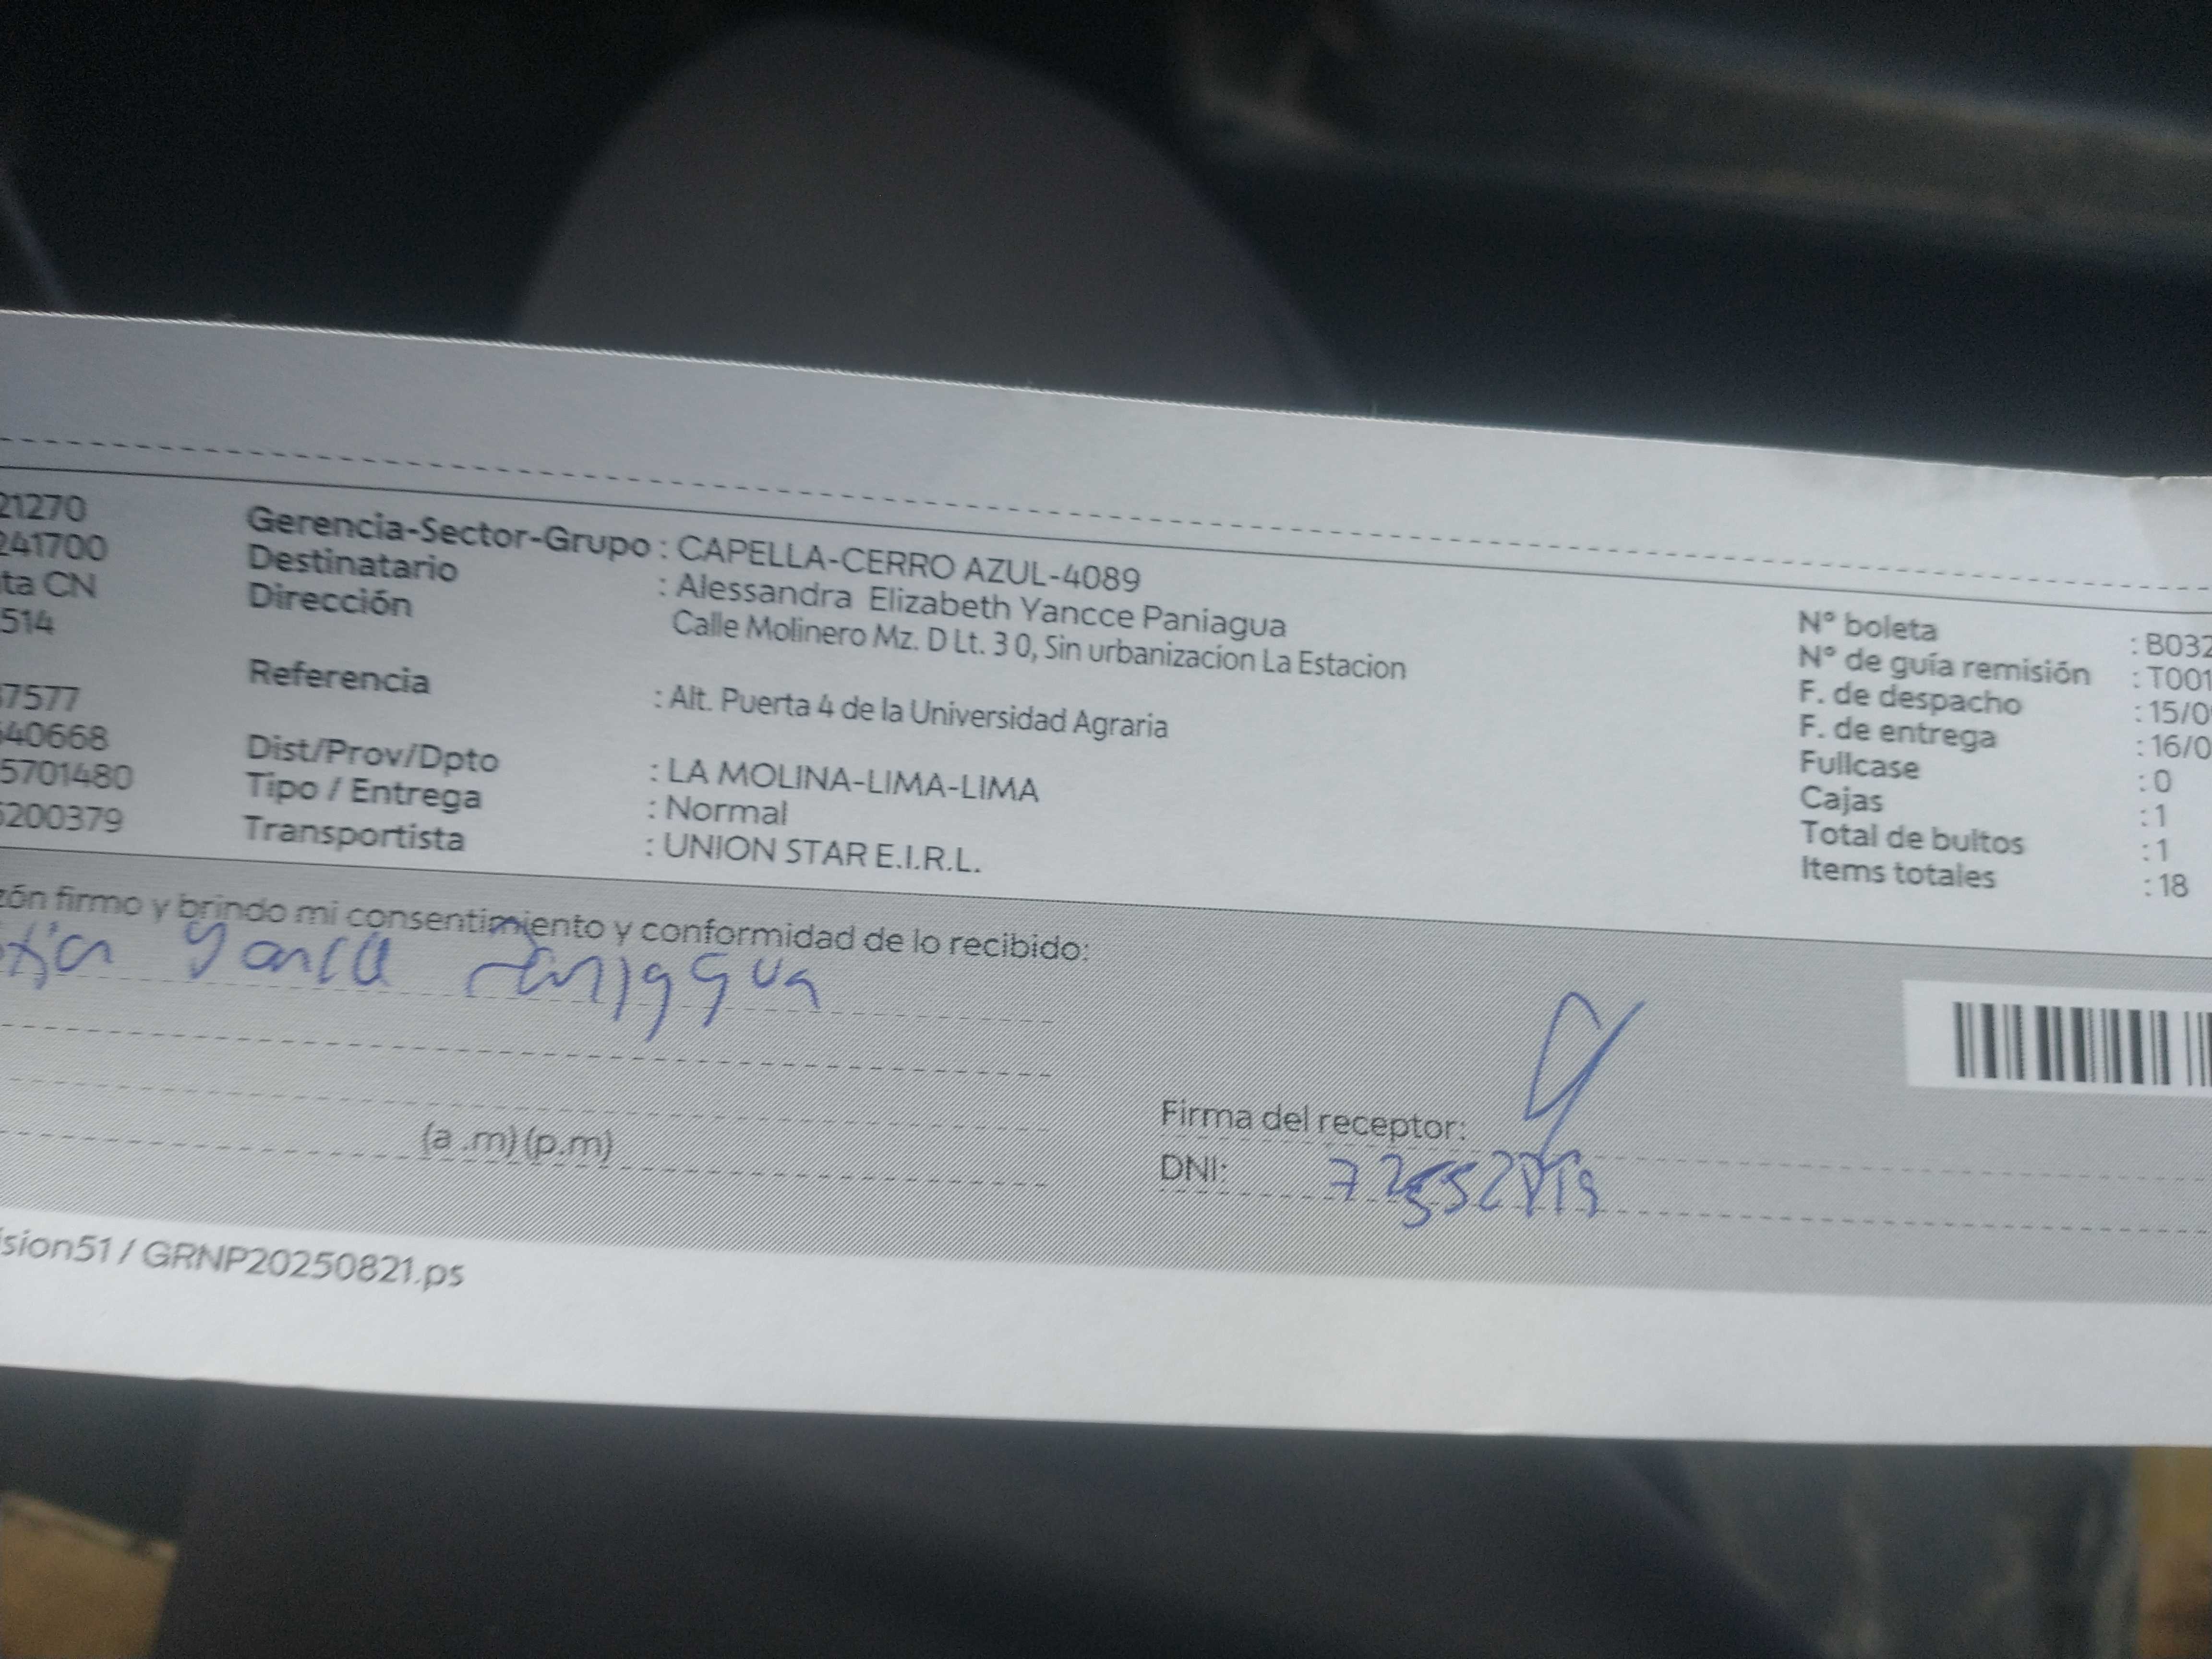 21270
241700
ta CN
514
7577
40668
5701480
5200379
Gerencia-Sector-Grupo : CAPELLA-CERRO AZUL-4089
Destinatario : Alessandra Elizabeth Yancce Paniagua
Dirección Calle Molinero Mz. D Lt. 3 0, Sin urbanizacion La Estacion
Referencia : Alt. Puerta 4 de la Universidad Agraria
Dist/Prov/Dpto : LA MOLINA-LIMA-LIMA
Tipo / Entrega : Normal
Transportista : UNION STAR E.I.R.L.
Nº boleta : B032
Nº de guía remisión : T001
F. de despacho : 15/0
F. de entrega : 16/0
Fullcase : 0
Cajas : 1
Total de bultos : 1
Items totales : 18
zón firmo y brindo mi consentimiento y conformidad de lo recibido:
Paniagua
(a .m) (p.m)
Firma del receptor:
DNI:
sion51 / GRNP20250821.ps